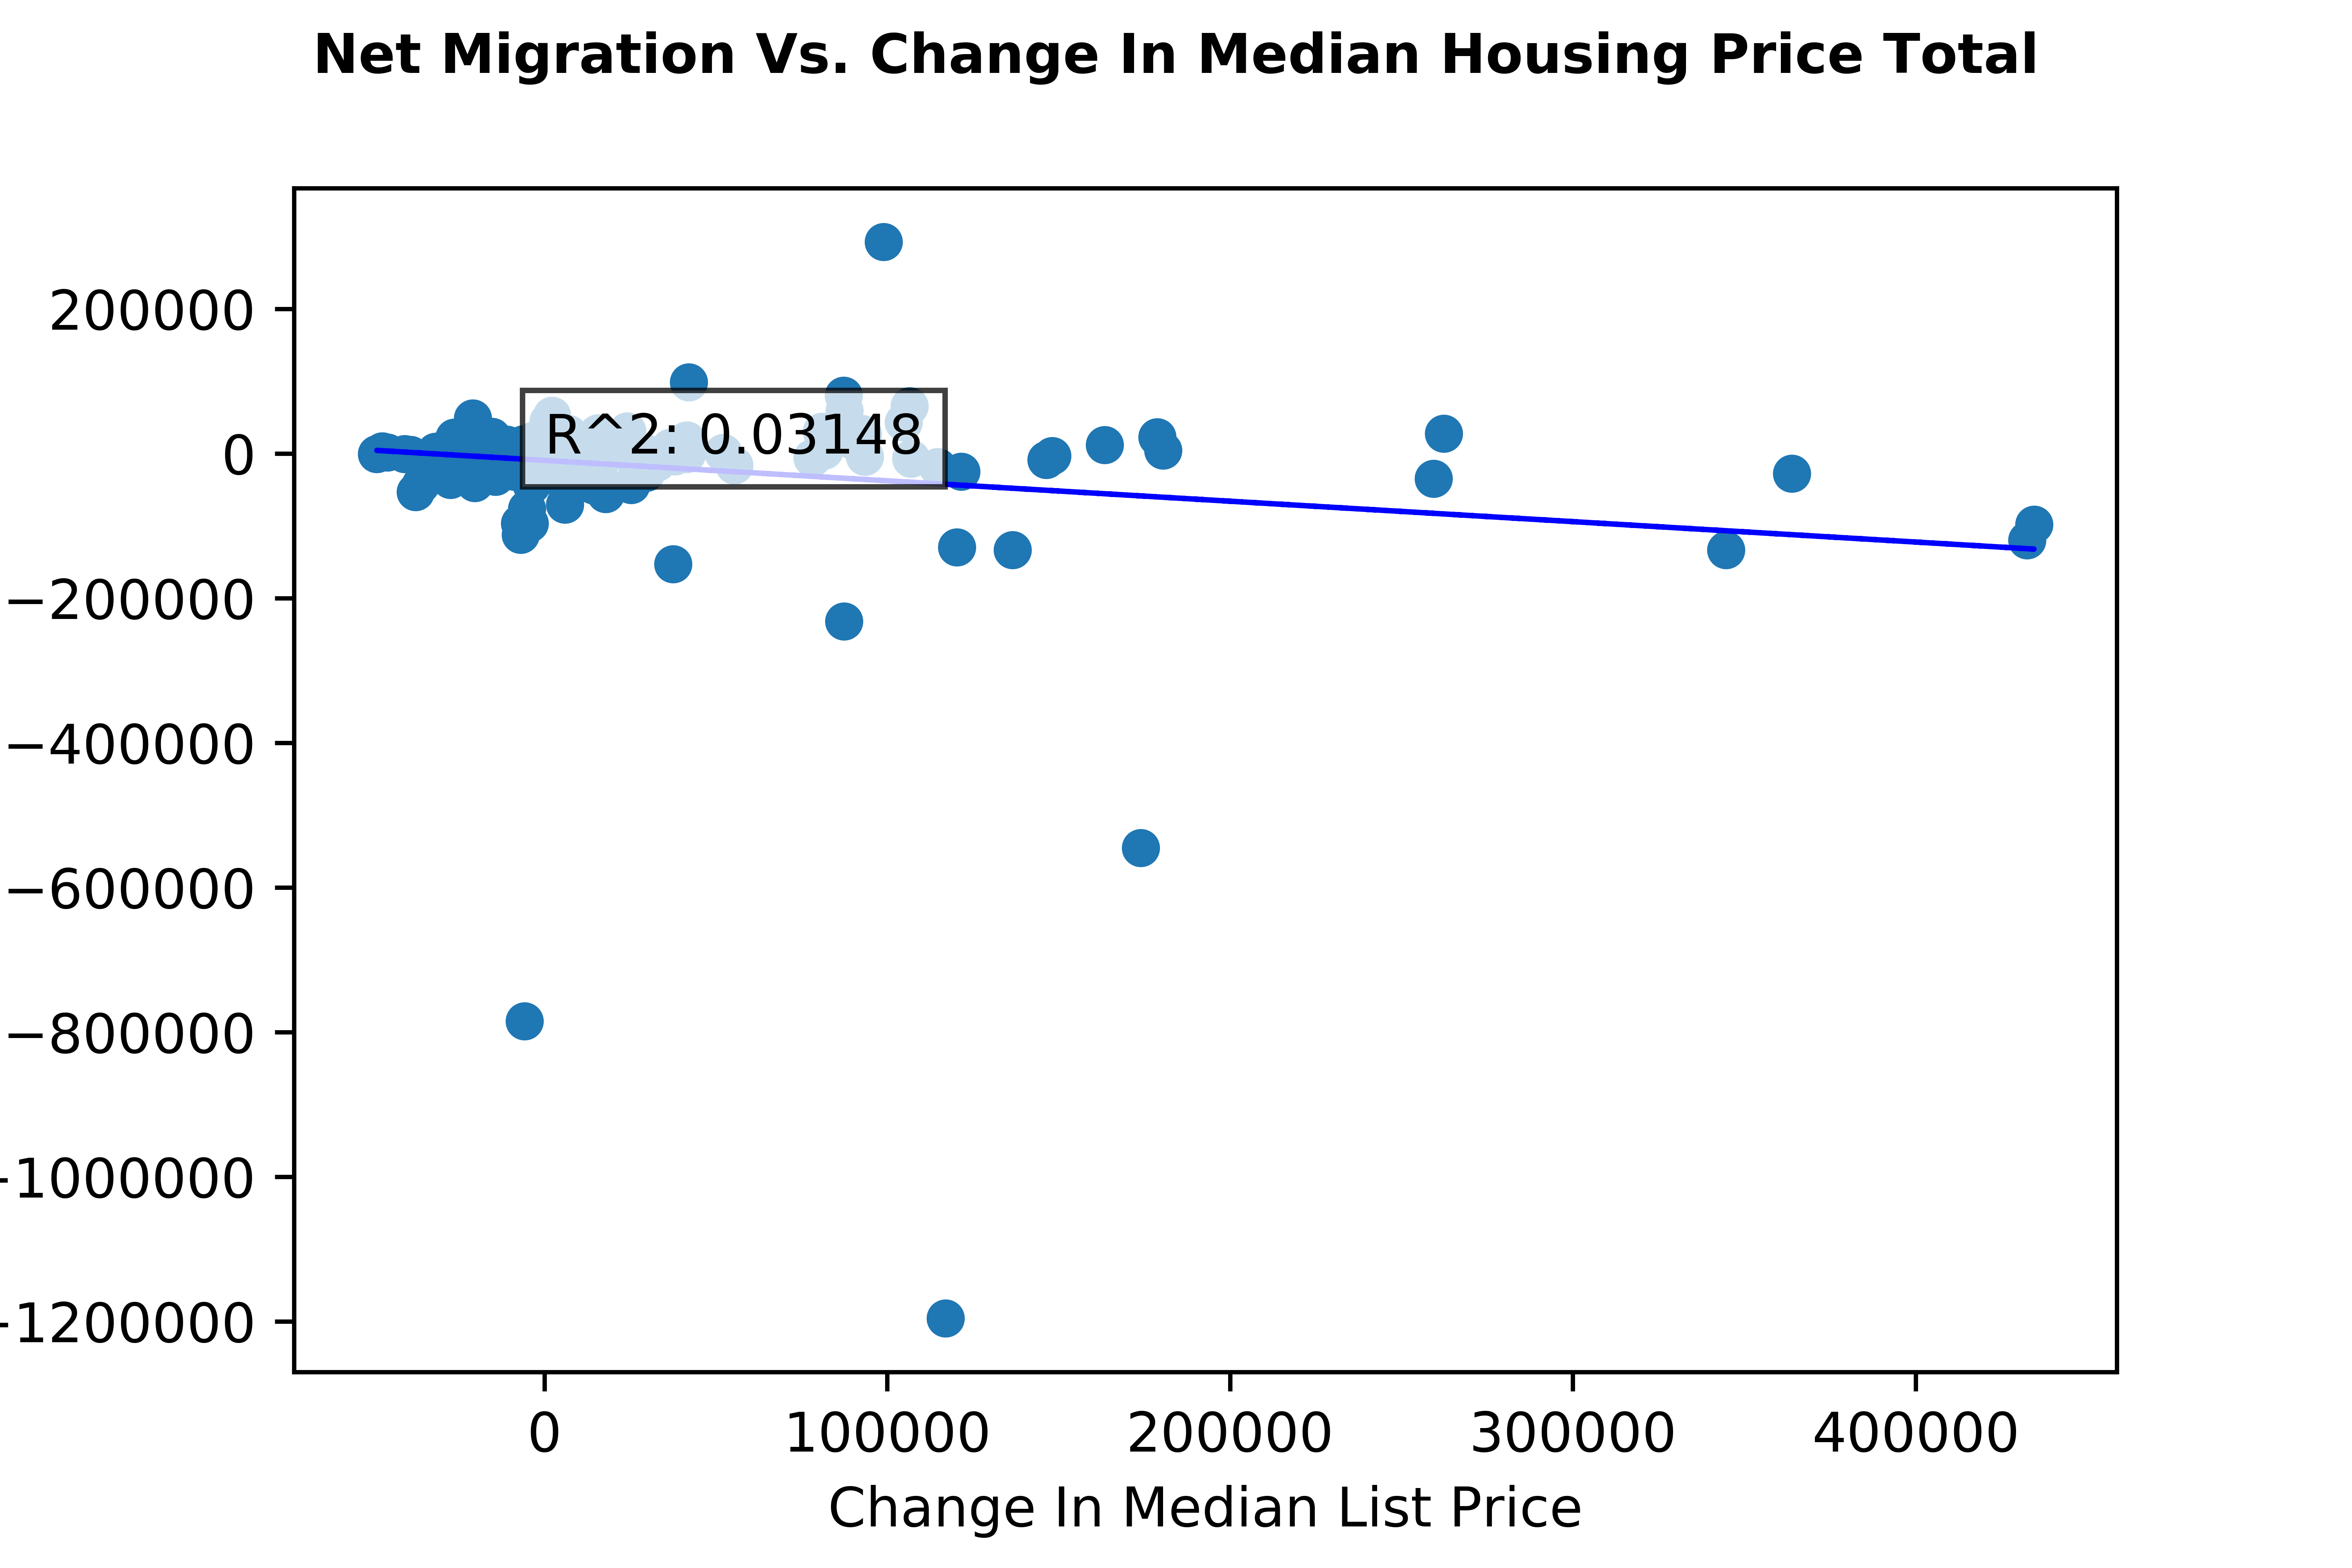 Net Migration Vs. Change In Median Housing Price Total
200000
0
−200000
−400000
−600000
−800000
−1000000
−1200000
R^2: 0.03148
0 100000 200000 300000 400000
Change In Median List Price